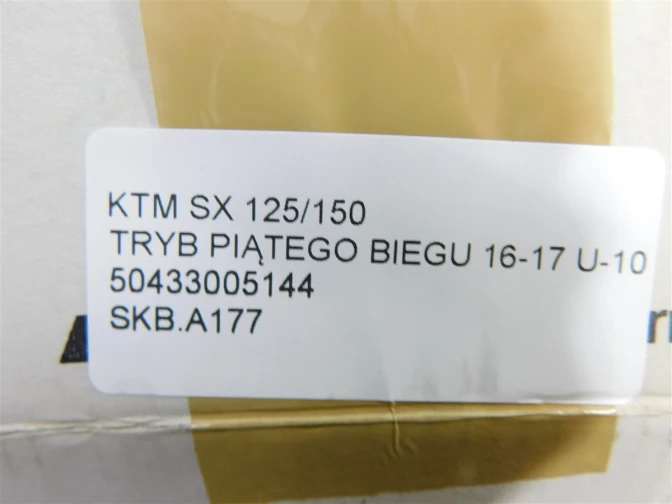 KTM SX 125/150
TRYB PIĄTEGO BIEGU 16-17 U-10
50433005144
SKB.A177